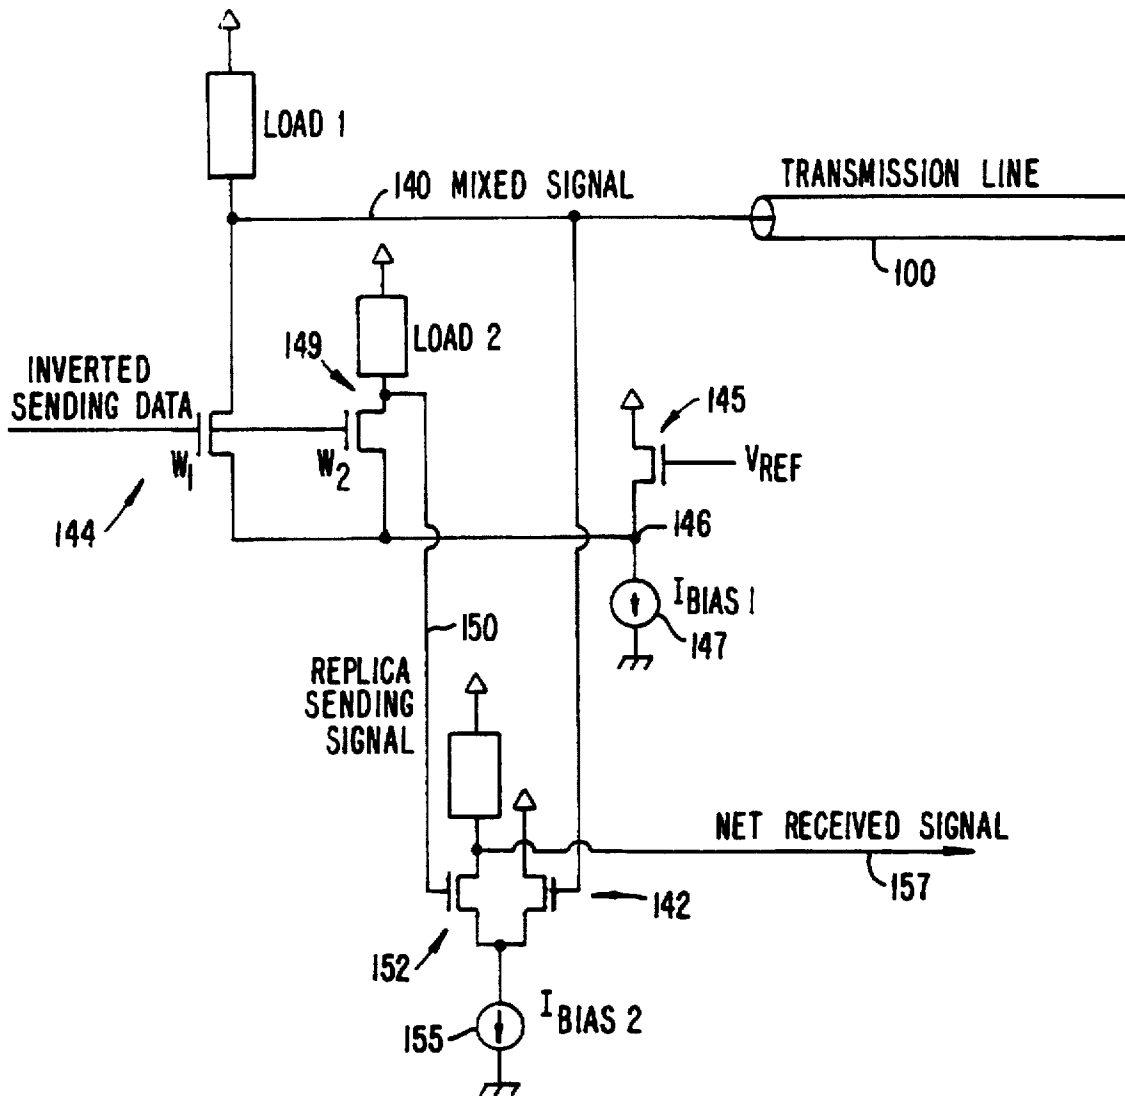 LOAD 1
140 MIXED SIGNAL
TRANSMISSION LINE
100
LOAD 2
149
INVERTED
SENDING DATA
W1
W2
144
145
VREF
146
IBIAS 1
147
150
REPLICA
SENDING
SIGNAL
NET RECEIVED SIGNAL
157
142
152
IBIAS 2
155